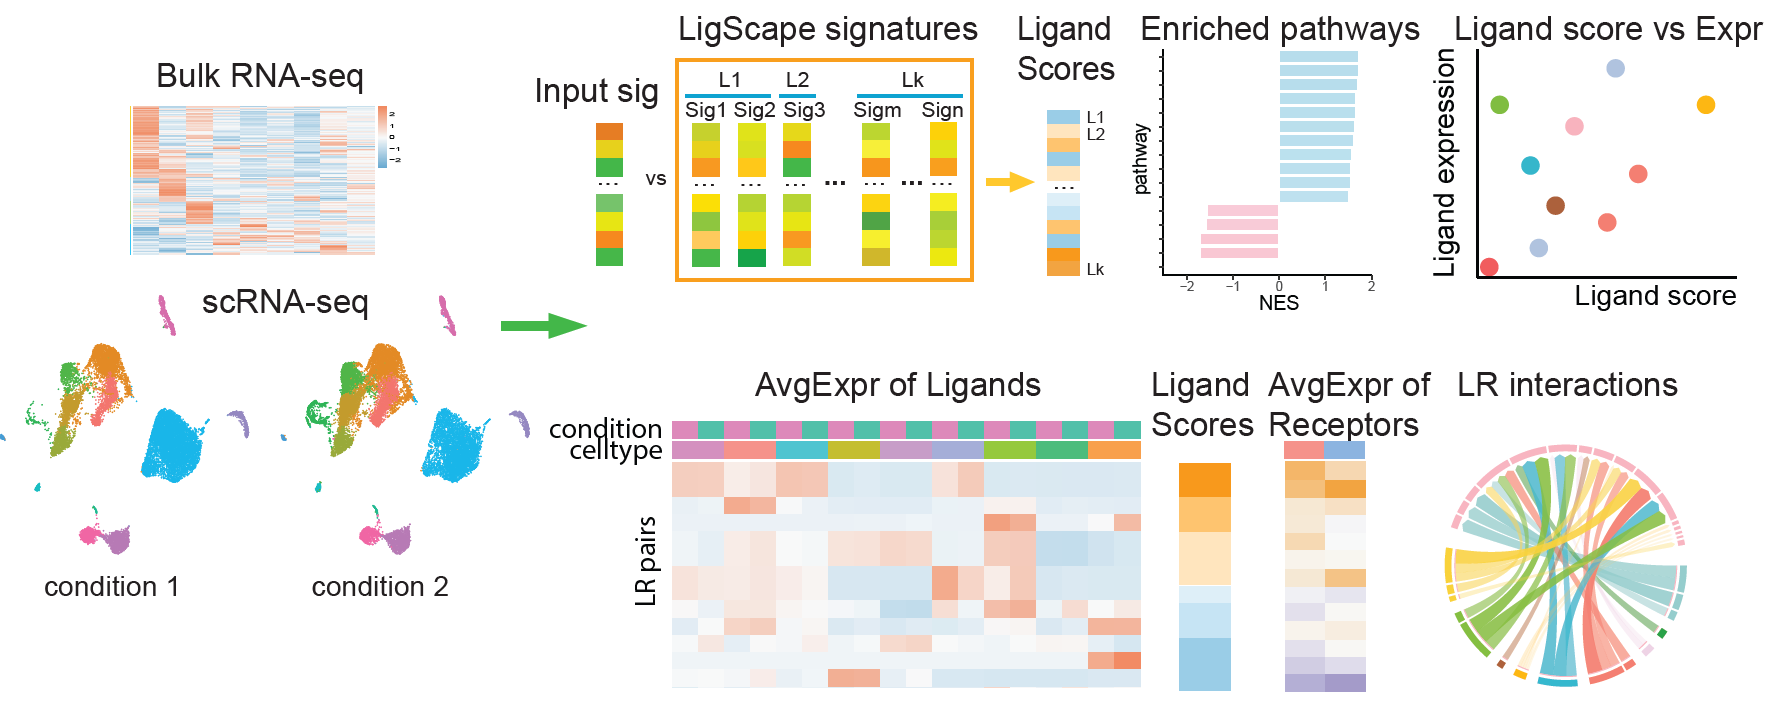 Bulk RNA-seq
2
1
0
−1
−2
scRNA-seq
condition 1
condition 2
Input sig
...
vs
LigScape signatures
L1 L2 Lk
Sig1 Sig2 Sig3 Sigm Sign
... ... ... ... ... ... ...
Ligand
Scores
L1
L2
...
Lk
Enriched pathways
pathway
−2 −1 0 1 2
NES
Ligand score vs Expr
Ligand expression
Ligand score
AvgExpr of Ligands
condition
celltype
LR pairs
Ligand
Scores
AvgExpr of
Receptors
LR interactions